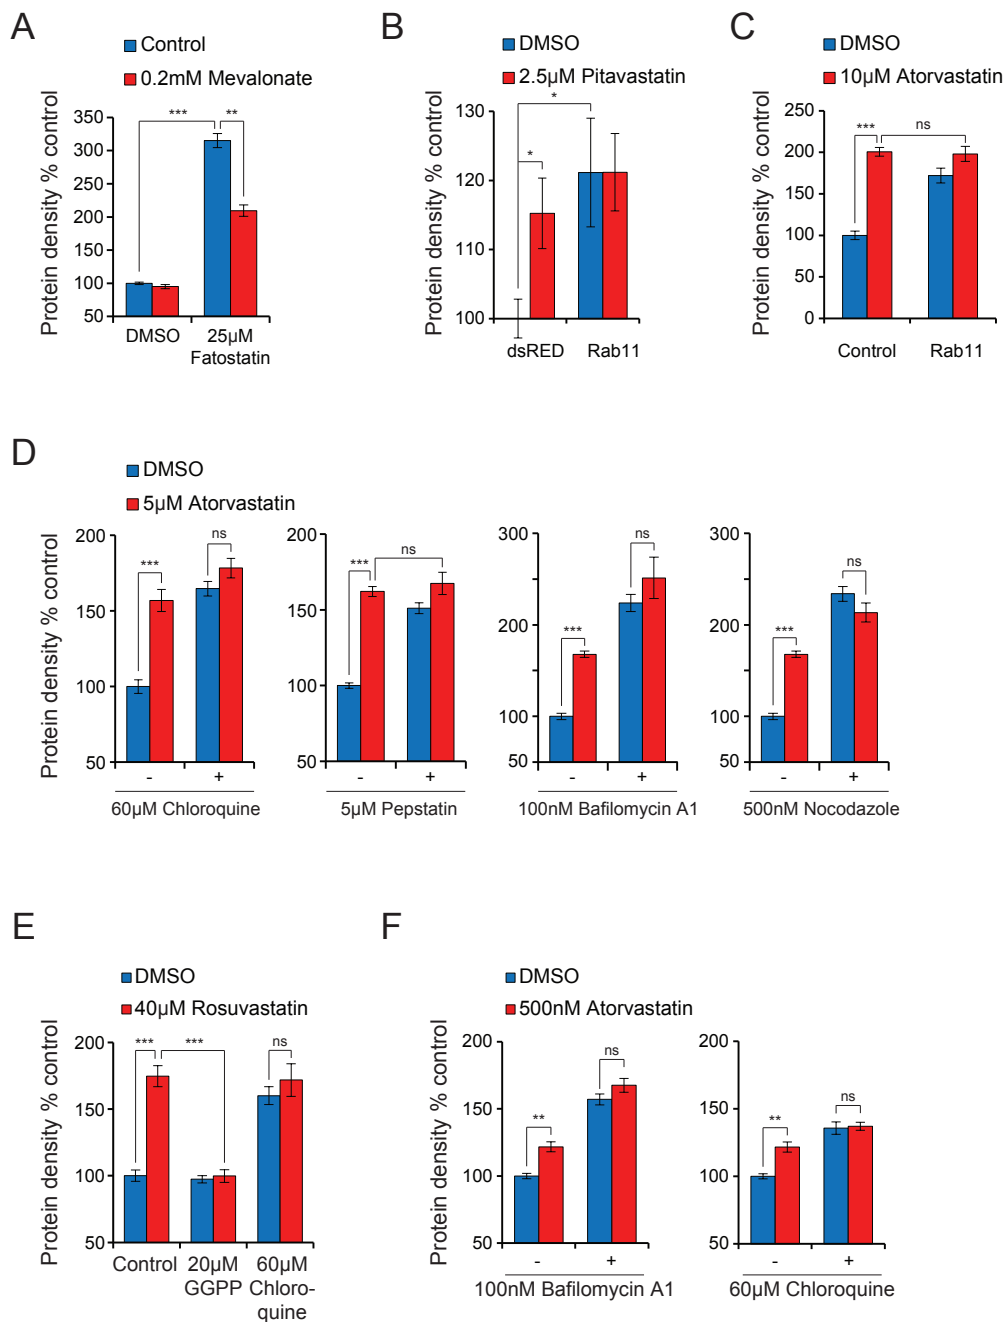 A
Control
0.2mM Mevalonate
Protein density % control
350
300
250
200
150
100
50
***
**
DMSO
25µM
Fatostatin
B
DMSO
2.5µM Pitavastatin
Protein density % control
130
120
110
100
*
*
dsRED
Rab11
C
DMSO
10µM Atorvastatin
Protein density % control
250
200
150
100
50
0
***
ns
Control
Rab11
D
DMSO
5µM Atorvastatin
Protein density % control
200
150
100
50
***
ns
-
+
60µM Chloroquine
200
150
100
50
***
ns
-
+
5µM Pepstatin
300
200
100
50
***
ns
-
+
100nM Bafilomycin A1
300
200
100
50
***
ns
-
+
500nM Nocodazole
E
DMSO
40µM Rosuvastatin
Protein density % control
200
150
100
50
***
***
ns
Control
20µM
GGPP
60µM
Chloro-
quine
F
DMSO
500nM Atorvastatin
Protein density % control
200
150
100
50
**
ns
-
+
100nM Bafilomycin A1
200
150
100
50
**
ns
-
+
60µM Chloroquine